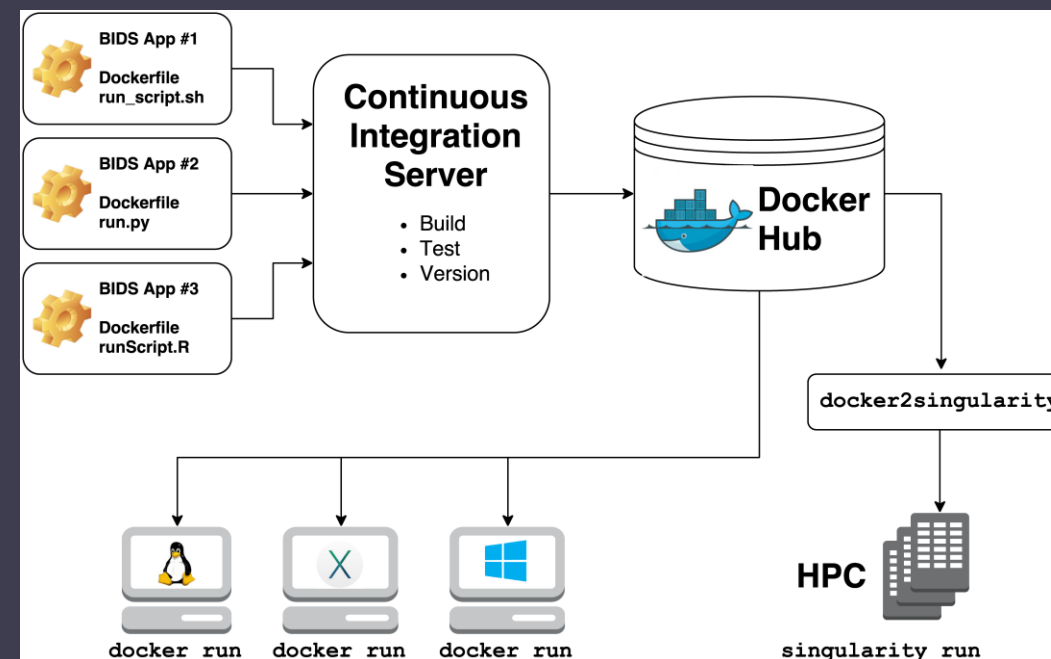 BIDS App #1
Dockerfile
run_script.sh
BIDS App #2
Dockerfile
run.py
BIDS App #3
Dockerfile
runScript.R
Continuous
Integration
Server
• Build
• Test
• Version
Docker
Hub
docker2singularity
X
HPC
docker run
docker run
docker run
singularity run